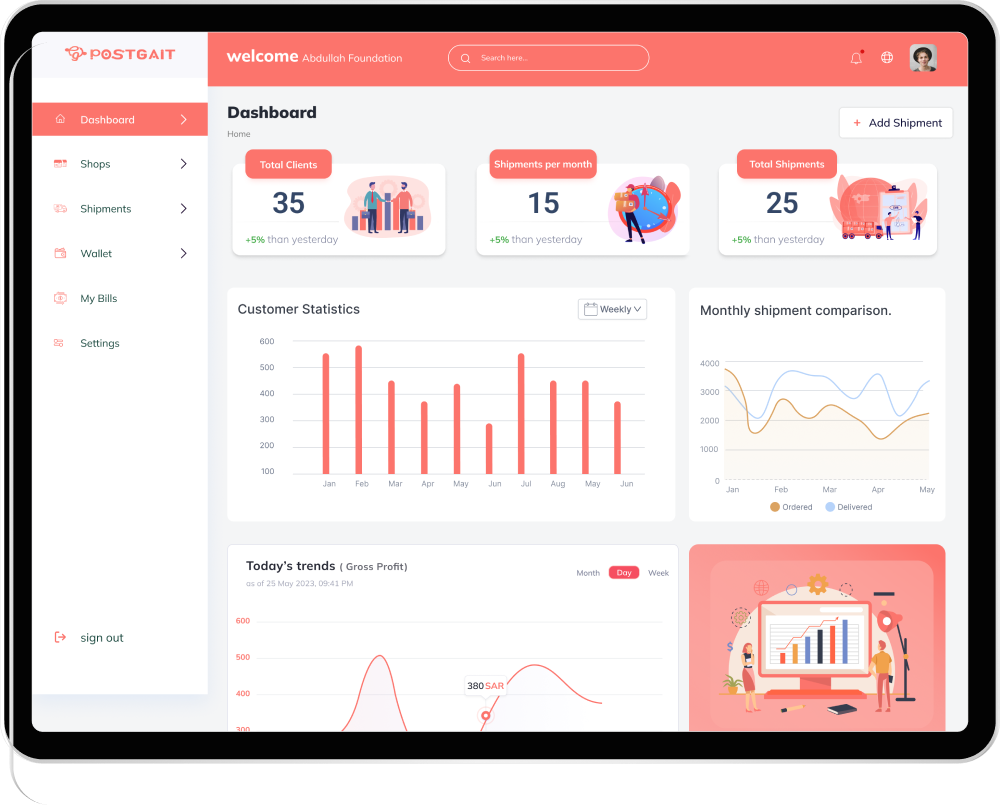 POSTGAIT
welcome Abdullah Foundation
Search here...
Dashboard
Shops
Shipments
Wallet
My Bills
Settings
sign out
Dashboard
Home
+ Add Shipment
Total Clients
35
+5% than yesterday
Shipments per month
15
+5% than yesterday
Total Shipments
25
+5% than yesterday
Customer Statistics
Weekly
600
500
400
300
200
100
Jan Feb Mar Apr May Jun Jul Aug May Jun
Monthly shipment comparison.
4000
3000
2000
1000
0
Jan Feb Mar Apr May
Ordered Delivered
Today's trends ( Gross Profit)
as of 25 May 2023, 09:41 PM
Month Day Week
600
500
400
300
380 SAR
$